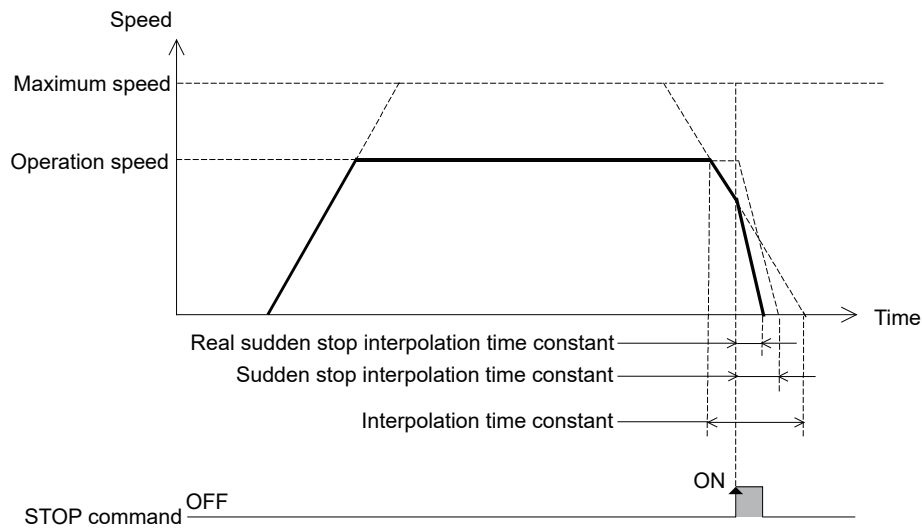 Speed
Maximum speed
Operation speed
Time
Real sudden stop interpolation time constant
Sudden stop interpolation time constant
Interpolation time constant
ON
OFF
STOP command